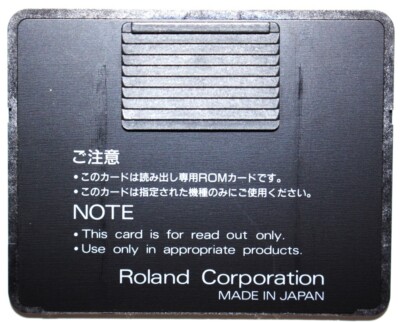 ご注意
・このカードは読み出し専用ROMカードです。
・このカードは指定された機種のみにご使用ください。
NOTE
• This card is for read out only.
• Use only in appropriate products.
Roland Corporation
MADE IN JAPAN